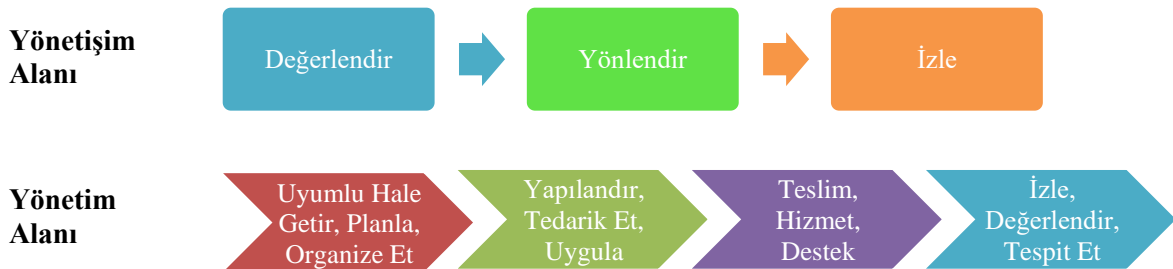 Yönetişim
Alanı
Değerlendir
Yönlendir
İzle
Yönetim
Alanı
Uyumlu Hale
Getir, Planla,
Organize Et
Yapılandır,
Tedarik Et,
Uygula
Teslim,
Hizmet,
Destek
İzle,
Değerlendir,
Tespit Et